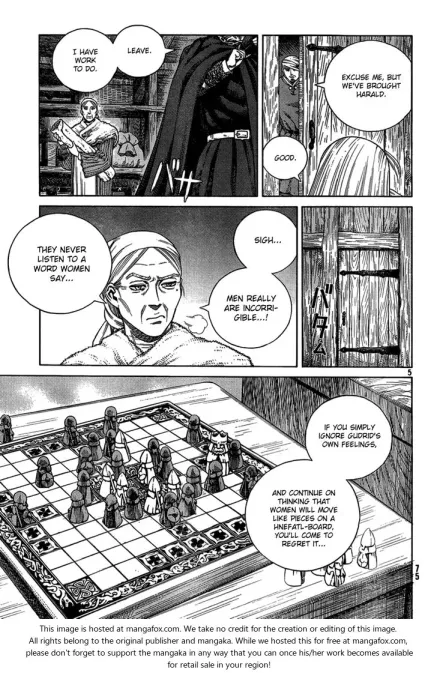 EXCUSE ME, BUT
WE'VE BROUGHT
HARALD.
GOOD.
LEAVE.
I HAVE
WORK
TO DO.
バサ
バタム
SIGH...
MEN REALLY
ARE INCORRI-
GIBLE...!
THEY NEVER
LISTEN TO A
WORD WOMEN
SAY...
5
IF YOU SIMPLY
IGNORE GUDRID'S
OWN FEELINGS,
AND CONTINUE ON
THINKING THAT
WOMEN WILL MOVE
LIKE PIECES ON A
HNEFATL-BOARD,
YOU'LL COME TO
REGRET IT...
75
This image is hosted at mangafox.com. We take no credit for the creation or editing of this image.
All rights belong to the original publisher and mangaka. While we hosted this for free at mangafox.com,
please don't forget to support the mangaka in any way that you can once his/her work becomes available
for retail sale in your region!